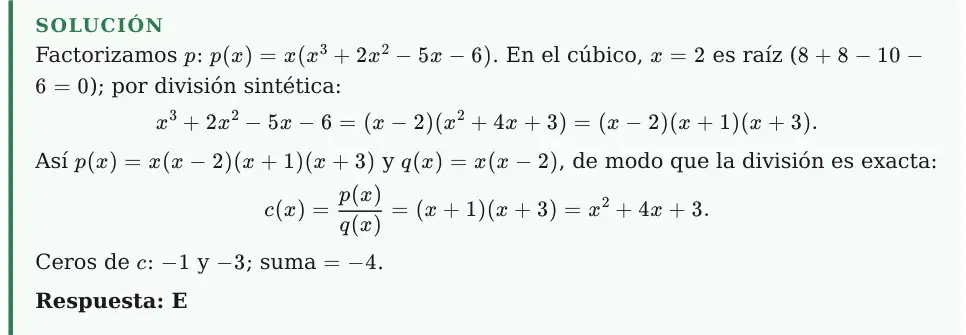 SOLUCIÓN
Factorizamos p: p(x) = x(x³ + 2x² − 5x − 6). En el cúbico, x = 2 es raíz (8 + 8 − 10 −
6 = 0); por división sintética:
x³ + 2x² − 5x − 6 = (x − 2)(x² + 4x + 3) = (x − 2)(x + 1)(x + 3).
Así p(x) = x(x − 2)(x + 1)(x + 3) y q(x) = x(x − 2), de modo que la división es exacta:
c(x) = p(x)/q(x) = (x + 1)(x + 3) = x² + 4x + 3.
Ceros de c: −1 y −3; suma = −4.
Respuesta: E